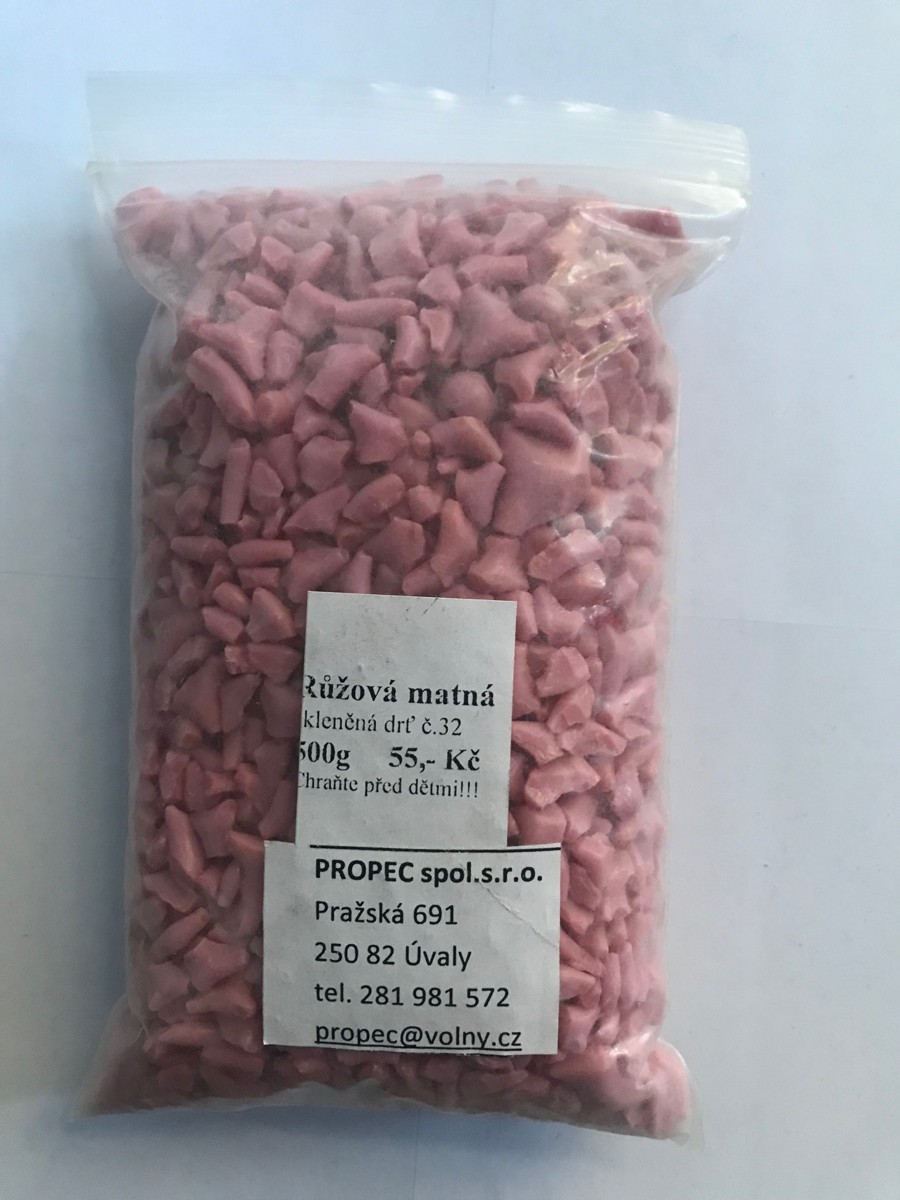 Růžová matná
klenčná drť č.32
500g 55,- Kč
Chraňte před dětmi!!!
PROPEC spol.s.r.o.
Pražská 691
250 82 Úvaly
tel. 281 981 572
propec@volny.cz